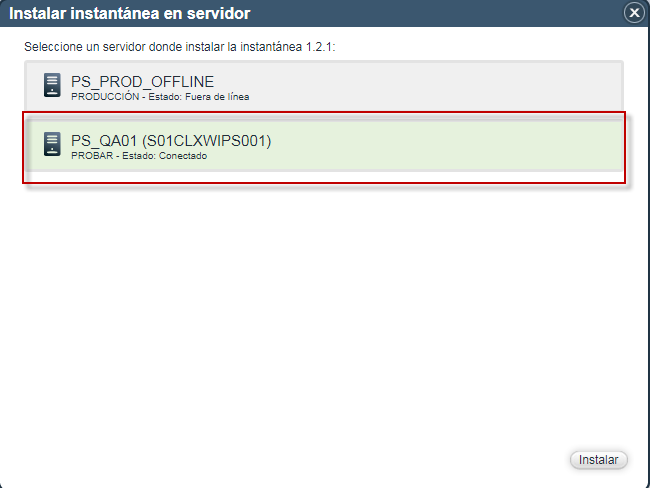 Instalar instantánea en servidor
Seleccione un servidor donde instalar la instantánea 1.2.1:
PS_PROD_OFFLINE
PRODUCCIÓN - Estado: Fuera de línea
PS_QA01 (S01CLXWIPS001)
PROBAR - Estado: Conectado
Instalar